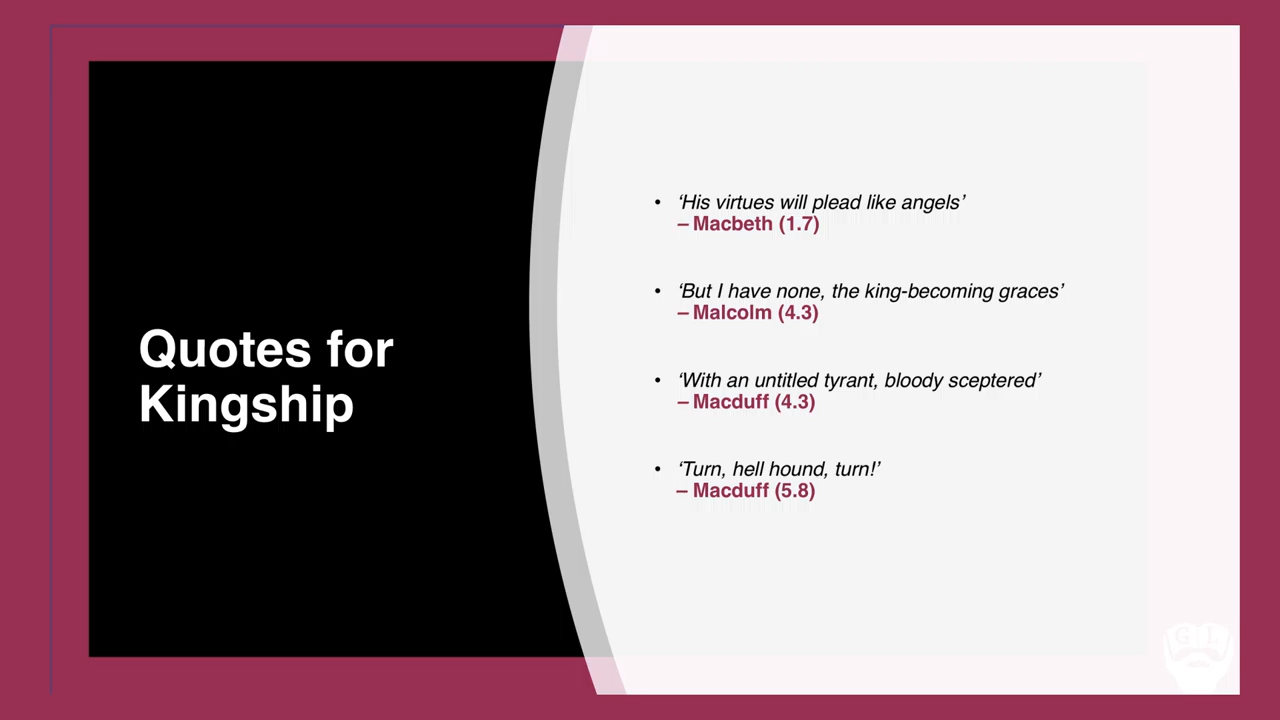 Quotes for
Kingship
• ‘His virtues will plead like angels’
– Macbeth (1.7)
• ‘But I have none, the king-becoming graces’
– Malcolm (4.3)
• ‘With an untitled tyrant, bloody sceptered’
– Macduff (4.3)
• ‘Turn, hell hound, turn!’
– Macduff (5.8)
G L